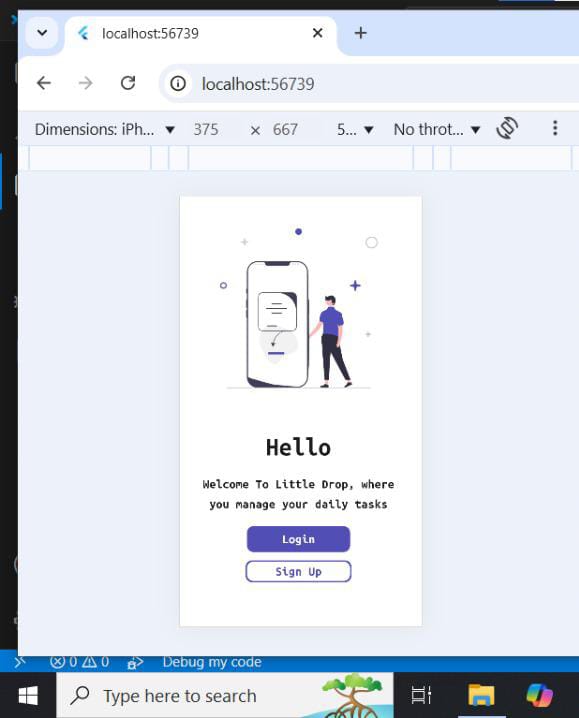 localhost:56739
localhost:56739
Dimensions: iPh... 375 × 667 5... No throt...
Hello
Welcome To Little Drop, where
you manage your daily tasks
Login
Sign Up
0 0 Debug my code
Type here to search